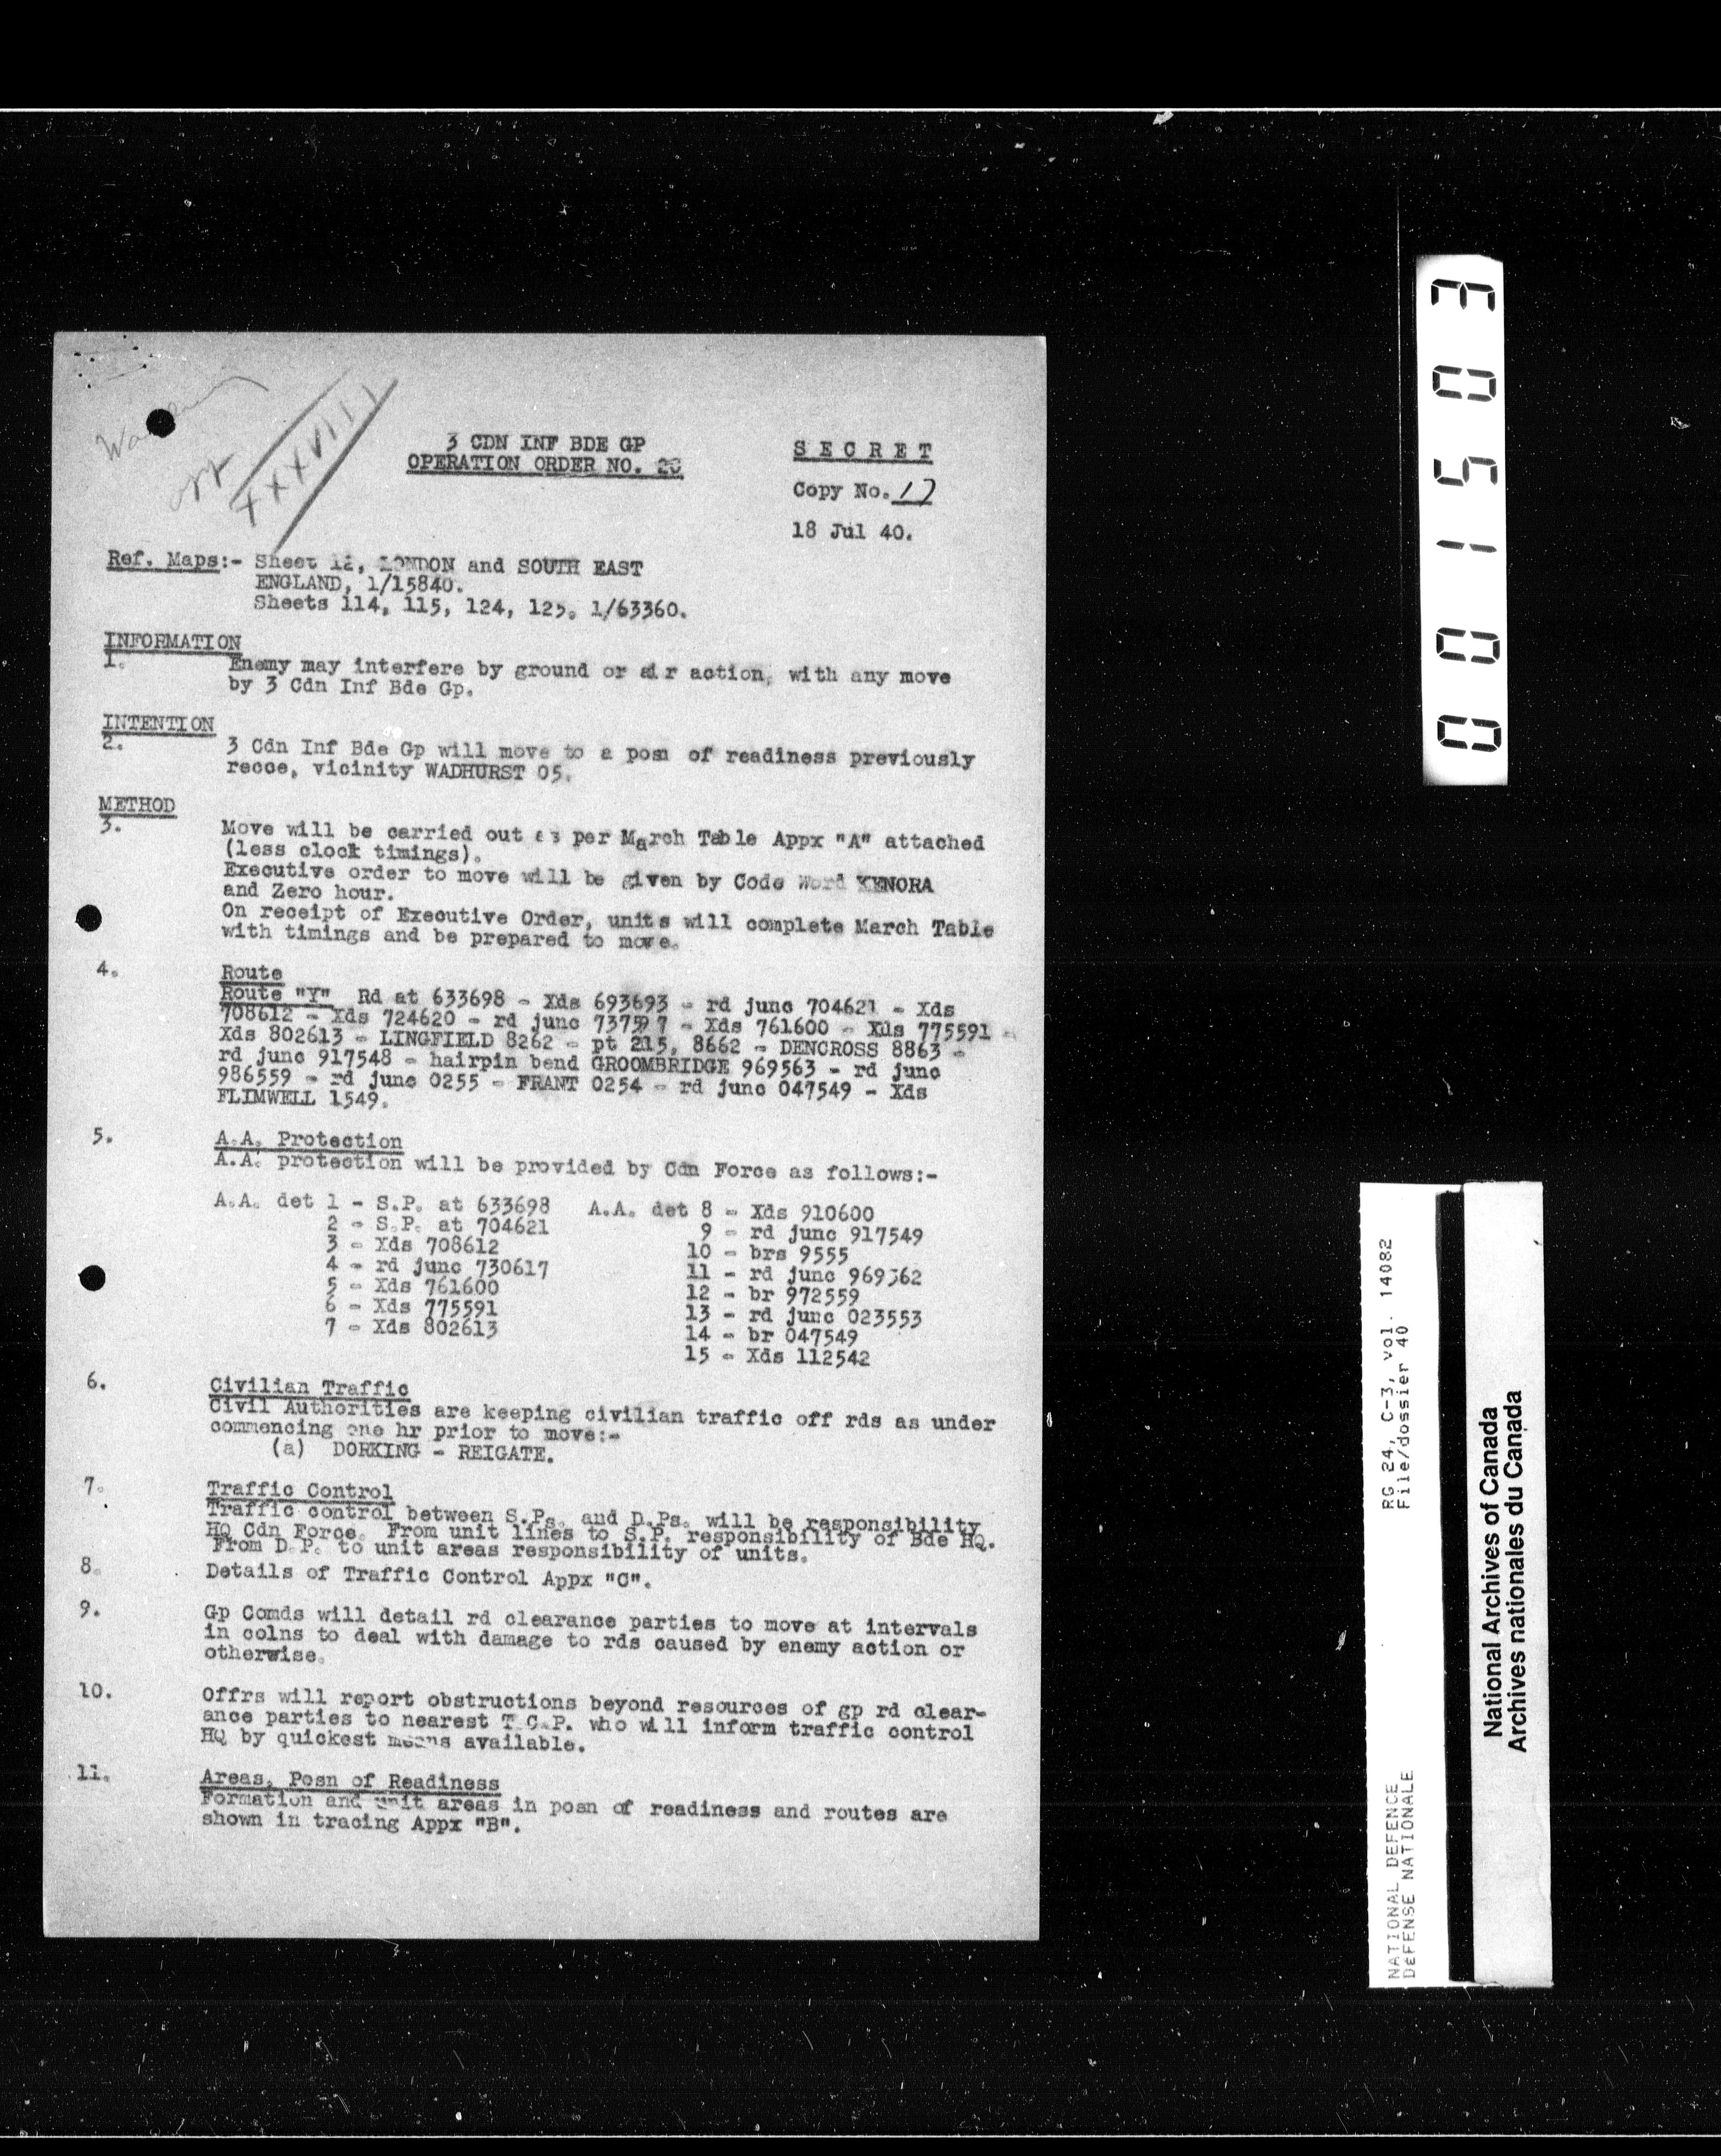 appx
XXXVIII
3 CDN INF BDE GP
OPERATION ORDER NO.
S E C R E T
Copy No. 17
18 Jul 40.
Ref. Maps:- Sheet 12, LONDON and SOUTH EAST
ENGLAND, 1/15840.
Sheets 114, 115, 124, 125. 1/63360.
INFORMATION
1. Enemy may interfere by ground or air action, with any move
by 3 Cdn Inf Bde Gp.
INTENTION
2. 3 Cdn Inf Bde Gp will move to a posn of readiness previously
recce, vicinity WADHURST 05.
METHOD
3. Move will be carried out as per March Table Appx "A" attached
(less clock timings).
Executive order to move will be given by Code Word KENORA
and Zero hour.
On receipt of Executive Order, units will complete March Table
with timings and be prepared to move.
4. Route
Route "Y" Rd at 633698 - Xds 693693 - rd junc 704621 - Xds
708612 - Xds 724620 - rd junc 737597 - Xds 761600 - Xds 775591 -
Xds 802613 - LINGFIELD 8262 - pt 215, 8662 - DENCROSS 8863 -
rd junc 917548 - hairpin bend GROOMBRIDGE 969563 - rd junc
986559 - rd junc 0255 - FRANT 0254 - rd junc 047549 - Xds
FLIMWELL 1549.
5. A.A. Protection
A.A. protection will be provided by Cdn Force as follows:-
A.A. det 1 - S.P. at 633698 A.A. det 8 - Xds 910600
2 - S.P. at 704621 9 - rd junc 917549
3 - Xds 708612 10 - brs 9555
4 - rd junc 730617 11 - rd junc 969562
5 - Xds 761600 12 - br 972559
6 - Xds 775591 13 - rd junc 023553
7 - Xds 802613 14 - br 047549
15 - Xds 112542
6. Civilian Traffic
Civil Authorities are keeping civilian traffic off rds as under
commencing one hr prior to move:-
(a) DORKING - REIGATE.
7. Traffic Control
Traffic control between S.Ps. and D.Ps. will be responsibility
HQ Cdn Force. From unit lines to S.P. responsibility of Bde HQ.
From D.P. to unit areas responsibility of units.
8. Details of Traffic Control Appx "C".
9. Gp Comds will detail rd clearance parties to move at intervals
in colns to deal with damage to rds caused by enemy action or
otherwise.
10. Offrs will report obstructions beyond resources of gp rd clear-
ance parties to nearest T.C.P. who will inform traffic control
HQ by quickest means available.
11. Areas, Posn of Readiness
Formation and unit areas in posn of readiness and routes are
shown in tracing Appx "B".
001503
RG 24, C-3, vol. 14082
File/dossier 40
NATIONAL DEFENCE
DéFENSE NATIONALE
National Archives of Canada
Archives nationales du Canada